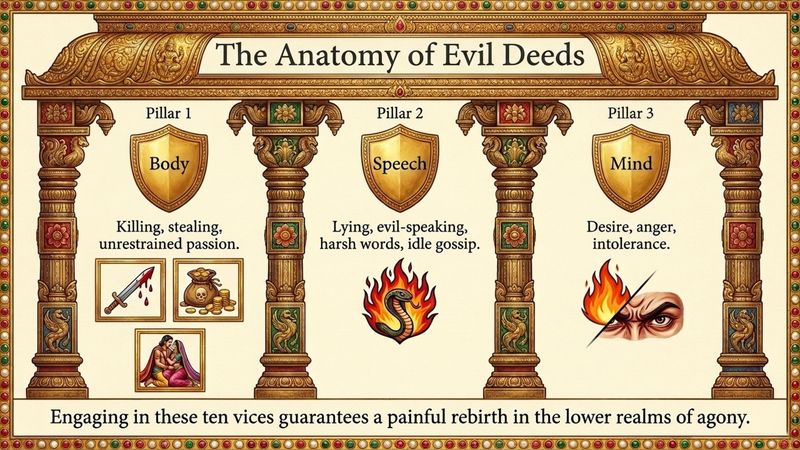 The Anatomy of Evil Deeds
Pillar 1
Body
Killing, stealing,
unrestrained passion.
Pillar 2
Speech
Lying, evil-speaking,
harsh words, idle gossip.
Pillar 3
Mind
Desire, anger,
intolerance.
Engaging in these ten vices guarantees a painful rebirth in the lower realms of agony.